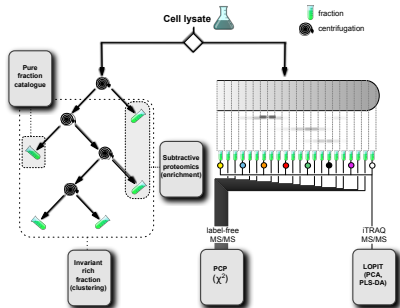 Cell lysate
fraction
centrifugation
Pure
fraction
catalogue
Subtractive
proteomics
(enrichment)
label-free
MS/MS
iTRAQ
MS/MS
Invariant
rich
fraction
(clustering)
PCP
(χ²)
LOPIT
(PCA,
PLS-DA)